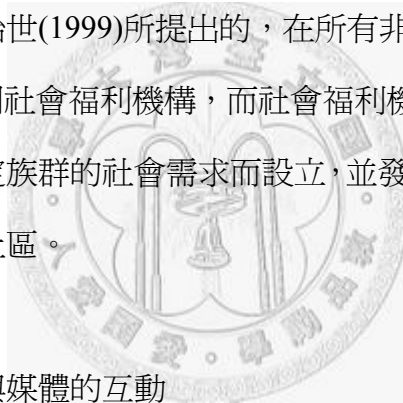 治世(1999)所提出的，在所有非
社會福利機構，而社會福利機
族群的社會需求而設立，並發
社區。
與媒體的互動